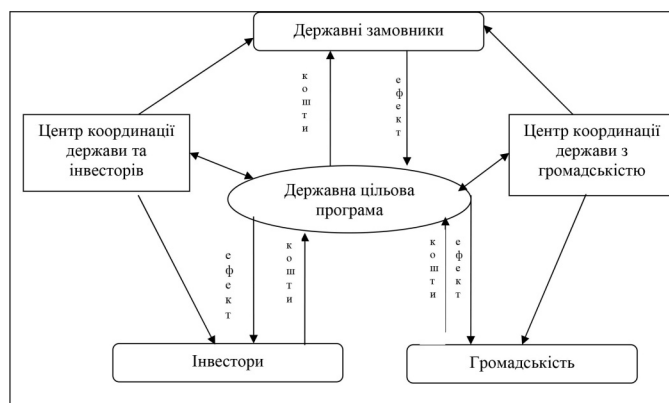 Державні замовники
кошти
ефект
Центр координації
держави та
інвесторів
Центр координації
держави з
громадськістю
Державна цільова
програма
ефект
кошти
кошти
ефект
Інвестори
Громадськість